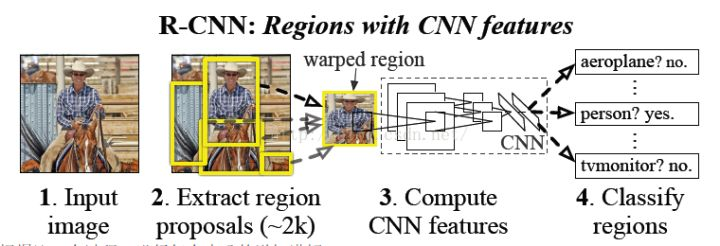 R-CNN: Regions with CNN features
warped region
aeroplane? no.
person? yes.
CNN
tvmonitor? no.
1. Input image
2. Extract region proposals (~2k)
3. Compute CNN features
4. Classify regions